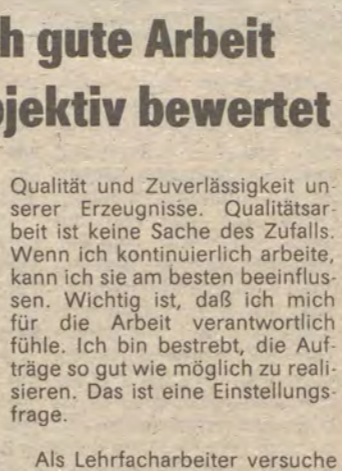 h gute Arbeit
jektiv bewertet
Qualität und Zuverlässigkeit un-
serer Erzeugnisse. Qualitätsar-
beit ist keine Sache des Zufalls.
Wenn ich kontinuierlich arbeite,
kann ich sie am besten beeinflus-
sen. Wichtig ist, daß ich mich
für die Arbeit verantwortlich
fühle. Ich bin bestrebt, die Auf-
träge so gut wie möglich zu reali-
sieren. Das ist eine Einstellungs-
frage.
Als Lehrfacharbeiter versuche